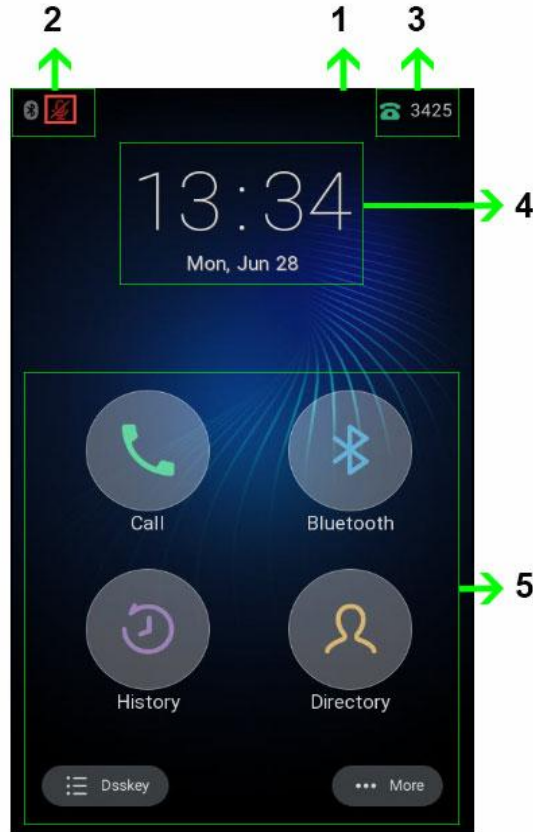 2 1 3
3425
13:34
4
Mon, Jun 28
Call Bluetooth
5
History Directory
Dsskey More